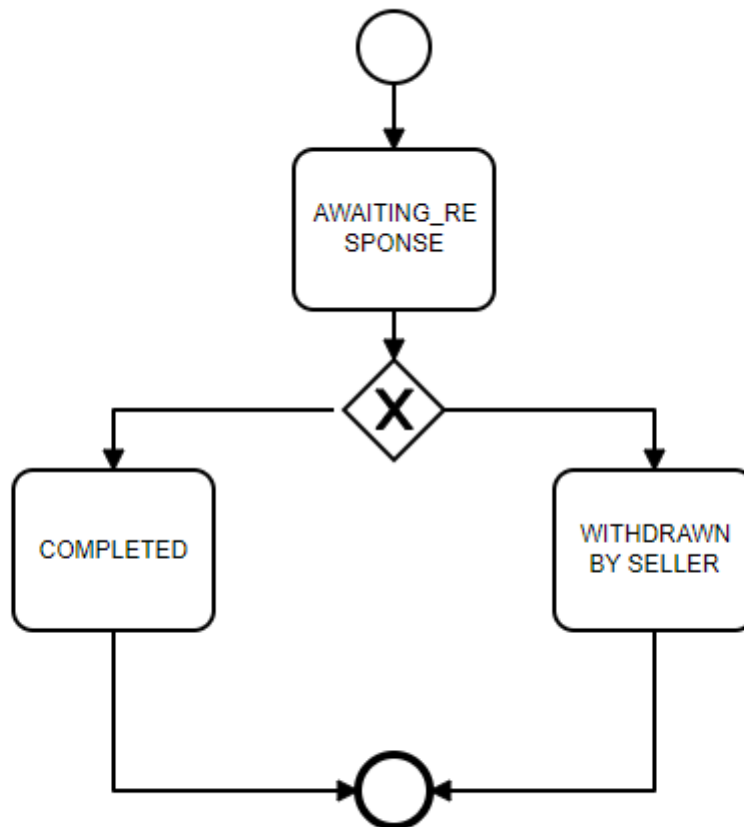 AWAITING_RE
SPONSE
X
COMPLETED
WITHDRAWN
BY SELLER